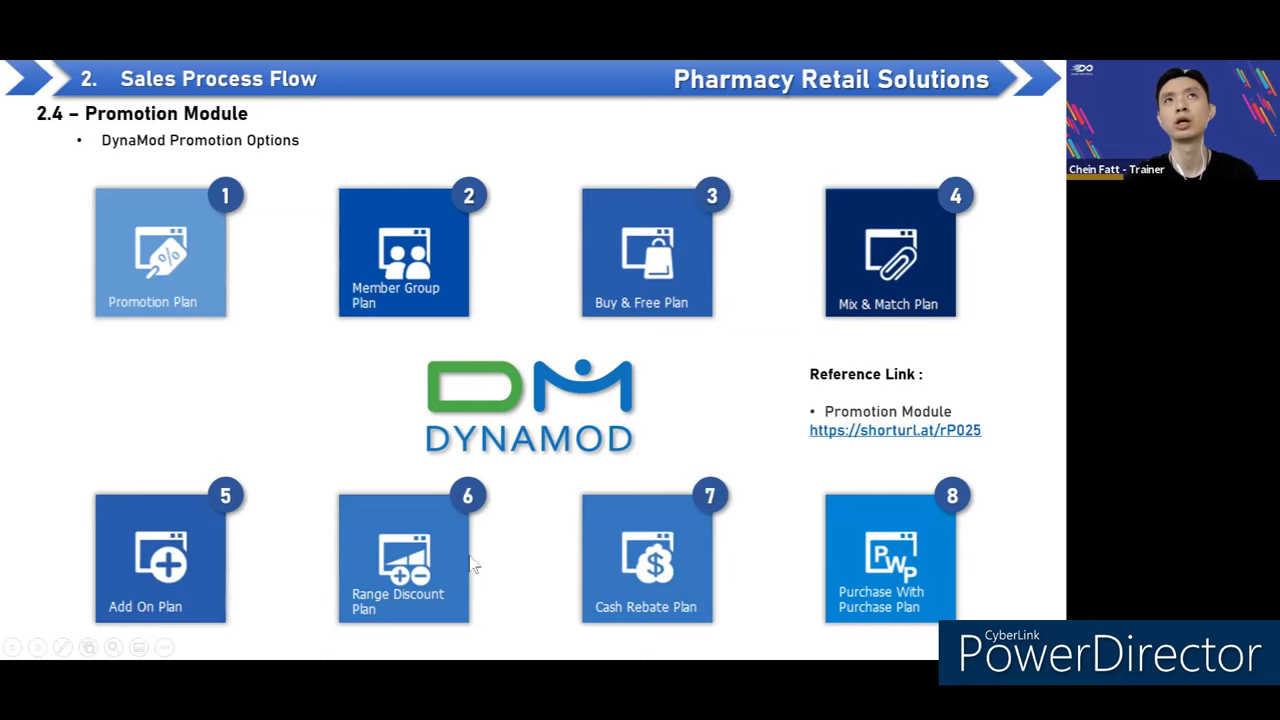 2. Sales Process Flow
Pharmacy Retail Solutions
2.4 – Promotion Module
• DynaMod Promotion Options
Chein Fatt - Trainer
1
Promotion Plan
2
Member Group
Plan
3
Buy & Free Plan
4
Mix & Match Plan
DYNAMOD
Reference Link :
• Promotion Module
https://shorturl.at/rP025
5
Add On Plan
6
Range Discount
Plan
7
Cash Rebate Plan
8
PWP
Purchase With
Purchase Plan
CyberLink
PowerDirector